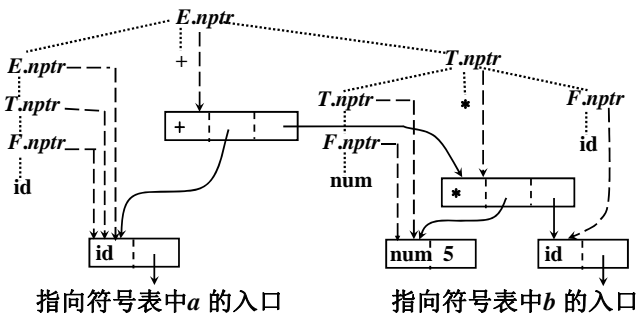 E.nptr
E.nptr
+
T.nptr
T.nptr
*
T.nptr
F.nptr
+
F.nptr
F.nptr
id
id
num
*
id
num 5
id
指向符号表中a 的入口
指向符号表中b 的入口